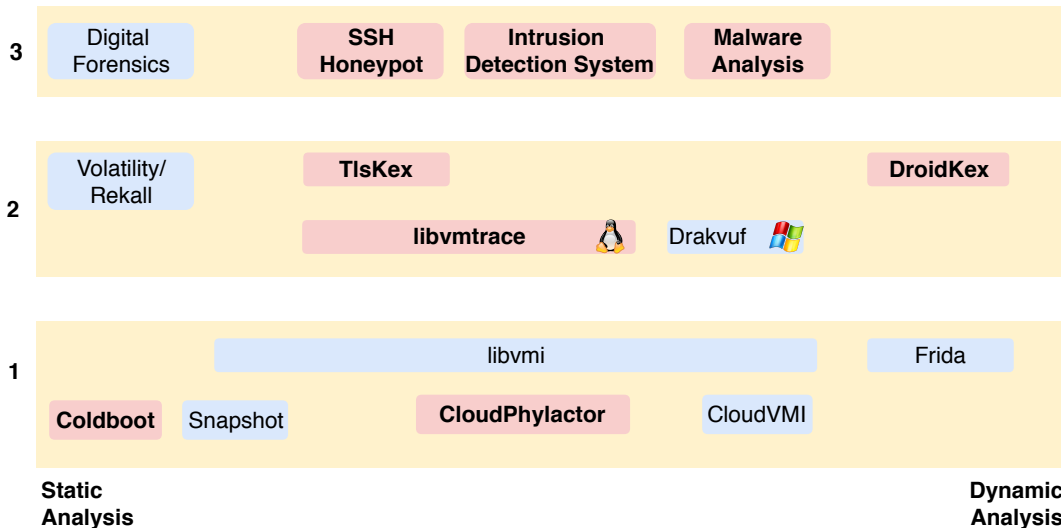 3
Digital
Forensics
SSH
Honeypot
Intrusion
Detection System
Malware
Analysis
2
Volatility/
Rekall
TlsKex
DroidKex
libvmtrace
Drakvuf
1
libvmi
Frida
Coldboot
Snapshot
CloudPhylactor
CloudVMI
Static
Analysis
Dynamic
Analysis